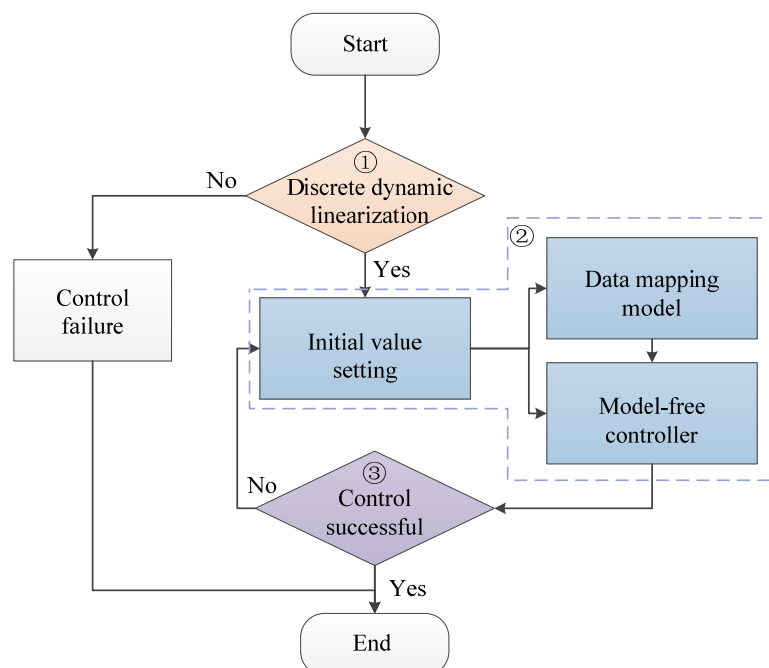 Start
①
Discrete dynamic
linearization
No
Yes
Control
failure
②
Initial value
setting
Data mapping
model
Model-free
controller
③
Control
successful
No
Yes
End